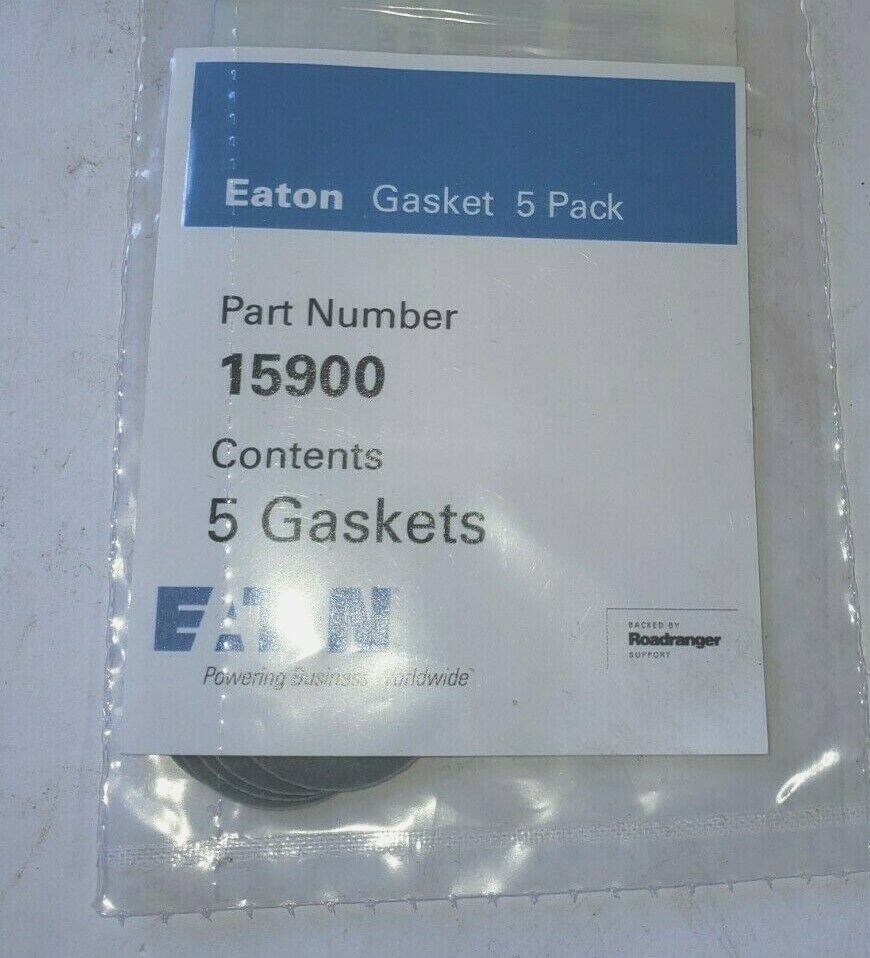 Eaton Gasket 5 Pack
Part Number
15900
Contents
5 Gaskets
EATON
Powering Business Worldwide
BACKED BY
Roadranger
SUPPORT